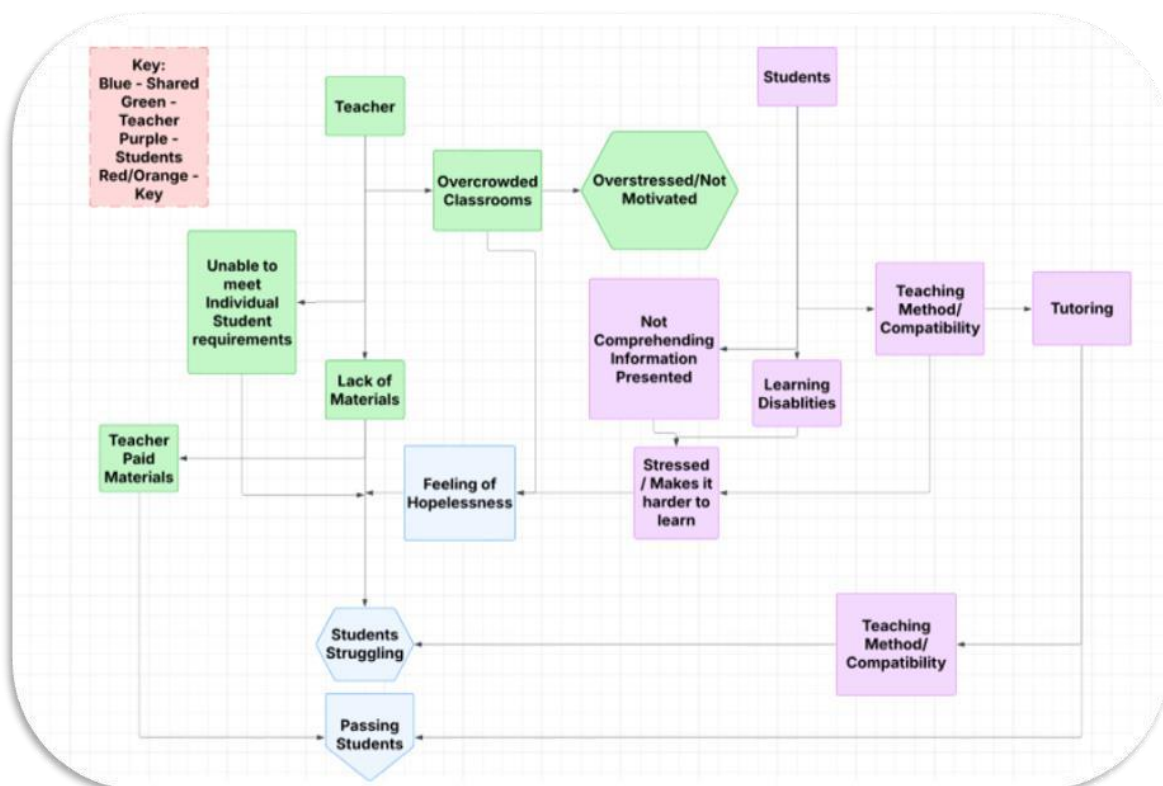 Key:
Blue - Shared
Green -
Teacher
Purple -
Students
Red/Orange -
Key
Teacher
Students
Overcrowded
Classrooms
Overstressed/Not
Motivated
Unable to
meet
Individual
Student
requirements
Not
Comprehending
Information
Presented
Teaching
Method/
Compatibility
Tutoring
Lack of
Materials
Learning
Disablities
Teacher
Paid
Materials
Feeling of
Hopelessness
Stressed
/ Makes it
harder to
learn
Students
Struggling
Teaching
Method/
Compatibility
Passing
Students